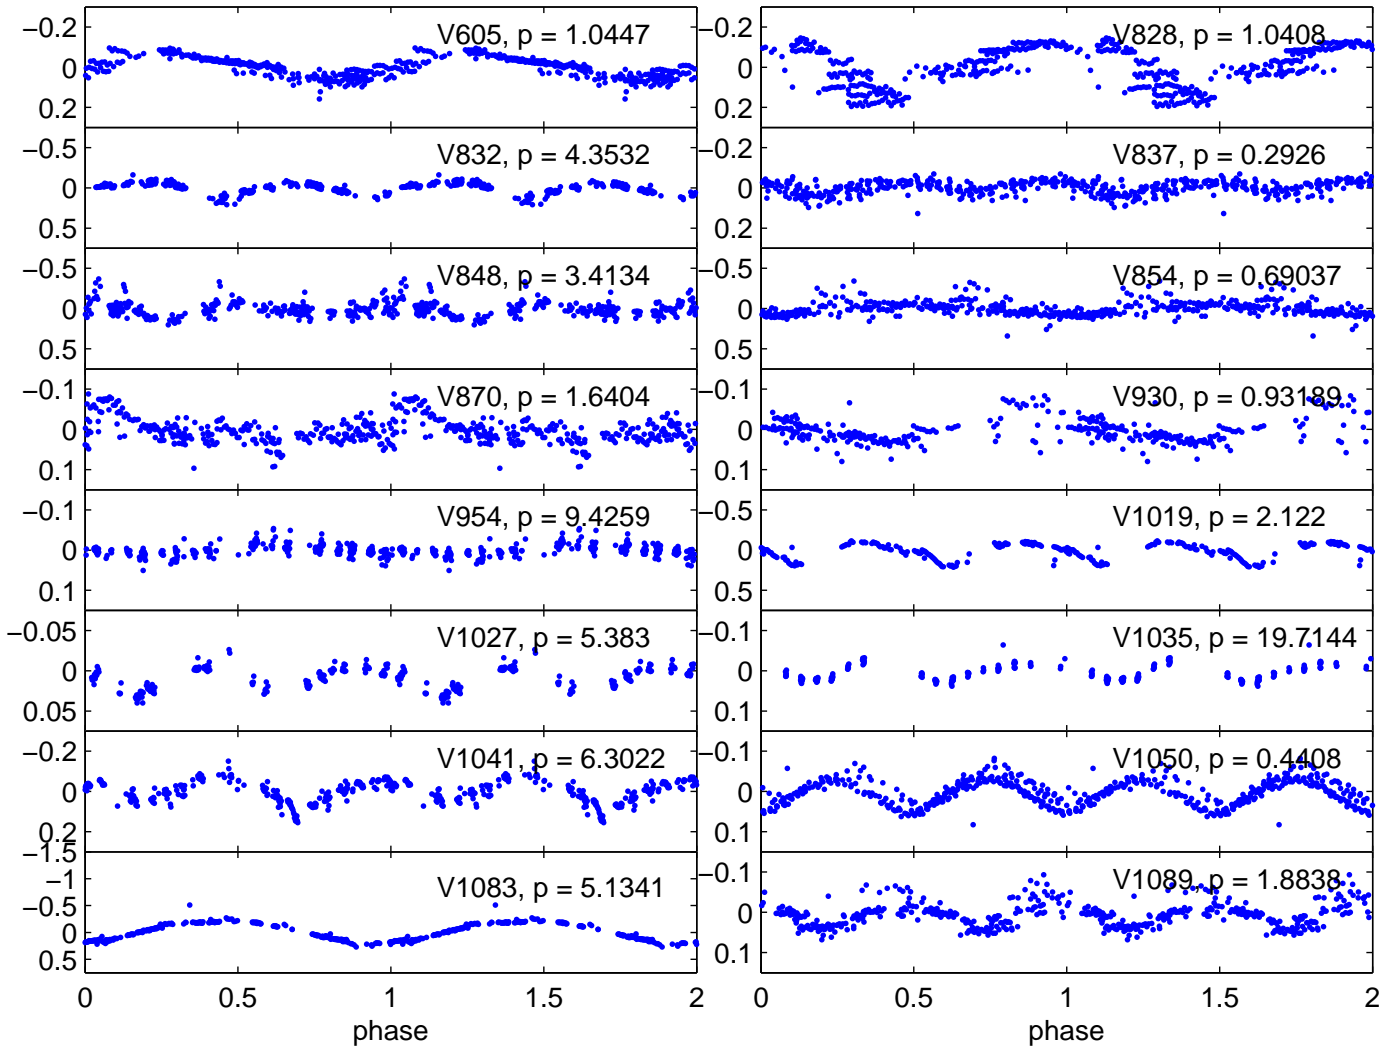 −0.2
0
0.2
V605, p = 1.0447
−0.2
0
0.2
V828, p = 1.0408
−0.5
0
0.5
V832, p = 4.3532
−0.2
0
0.2
V837, p = 0.2926
−0.5
0
0.5
V848, p = 3.4134
−0.5
0
0.5
V854, p = 0.69037
−0.1
0
0.1
V870, p = 1.6404
−0.1
0
0.1
V930, p = 0.93189
−0.1
0
0.1
V954, p = 9.4259
−0.5
0
0.5
V1019, p = 2.122
−0.05
0
0.05
V1027, p = 5.383
−0.1
0
0.1
V1035, p = 19.7144
−0.2
0
0.2
V1041, p = 6.3022
−0.1
0
0.1
V1050, p = 0.4408
−1.5
−1
−0.5
0
0.5
V1083, p = 5.1341
−0.1
0
0.1
V1089, p = 1.8838
0 0.5 1 1.5 2
phase
0 0.5 1 1.5 2
phase